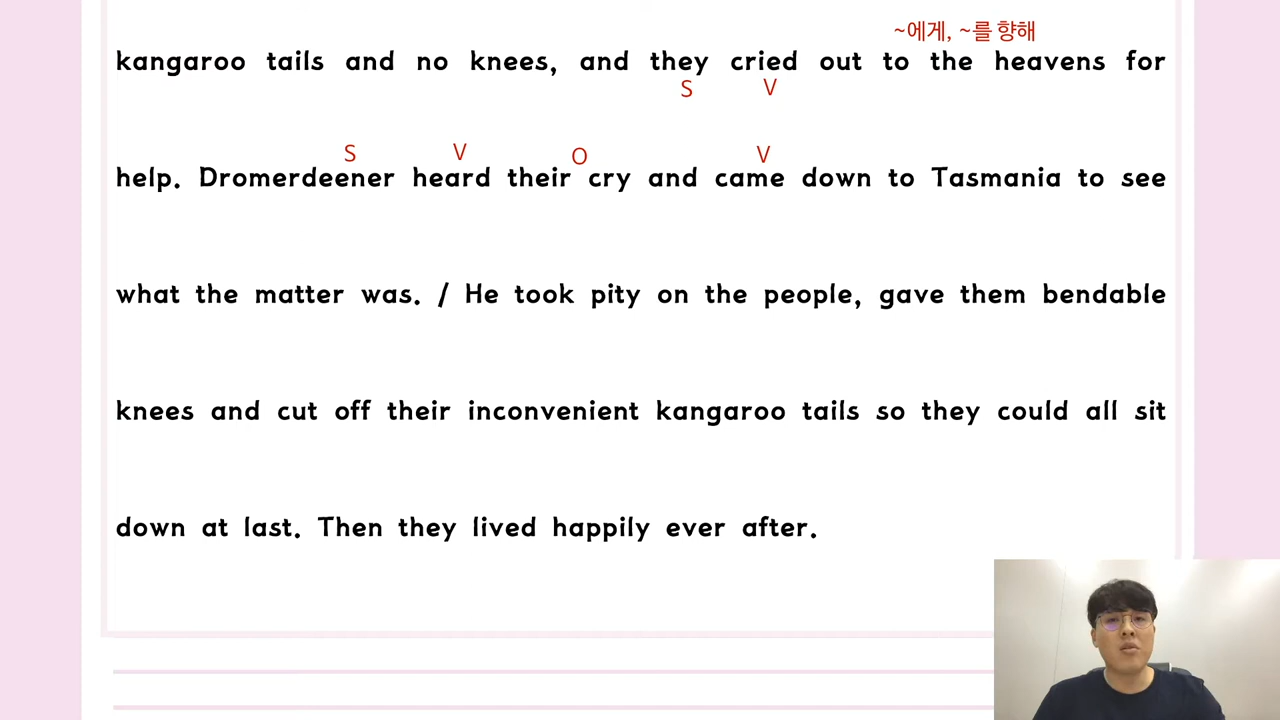 ~에게, ~를 향해
kangaroo tails and no knees, and they cried out to the heavens for
S V
S V O V
help. Dromerdeener heard their cry and came down to Tasmania to see
what the matter was. / He took pity on the people, gave them bendable
knees and cut off their inconvenient kangaroo tails so they could all sit
down at last. Then they lived happily ever after.